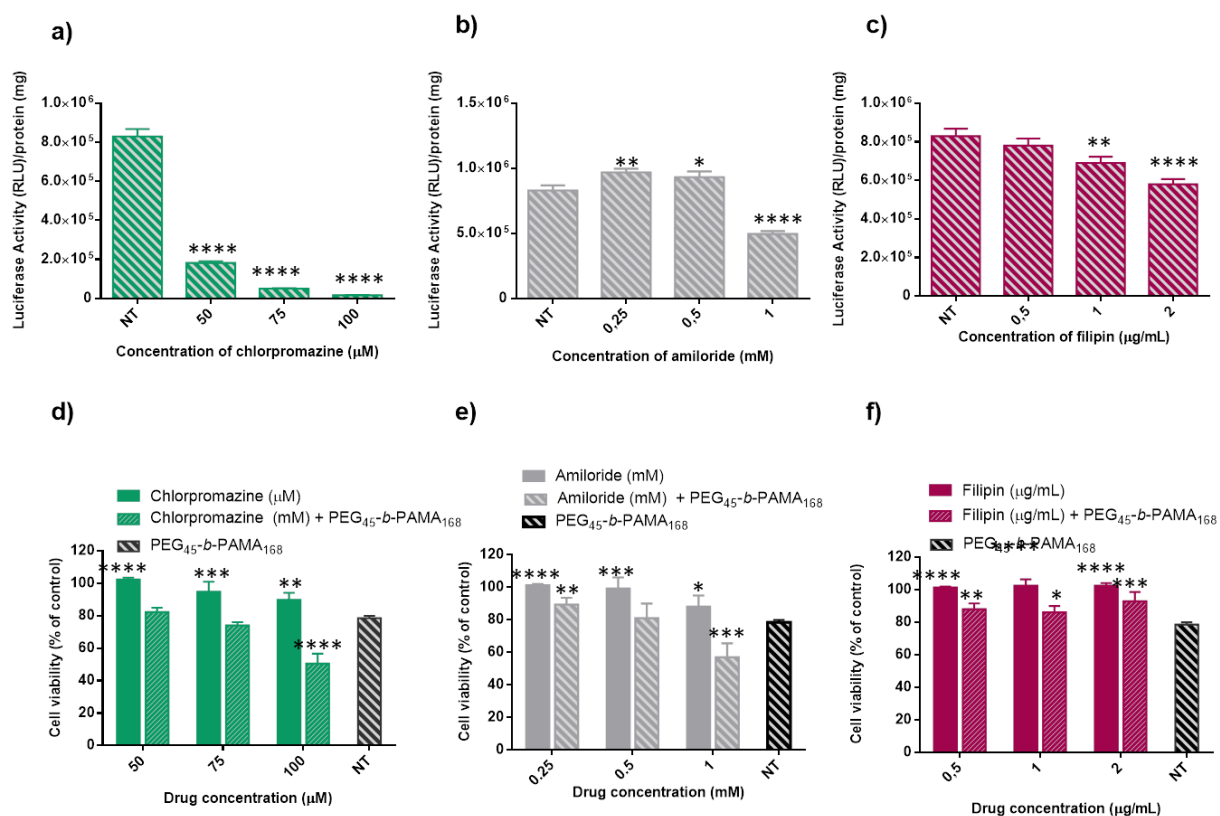 a)
Luciferase Activity (RLU)/protein (mg)
1.0×10⁶
8.0×10⁵
6.0×10⁵
4.0×10⁵
2.0×10⁵
0
****
****
****
NT
50
75
100
Concentration of chlorpromazine (μM)
b)
Luciferase Activity (RLU)/protein (mg)
1.5×10⁶
1.0×10⁶
5.0×10⁵
0
**
*
****
NT
0,25
0,5
1
Concentration of amiloride (mM)
c)
Luciferase Activity (RLU)/protein (mg)
1.0×10⁶
8.0×10⁵
6.0×10⁵
4.0×10⁵
2.0×10⁵
0
**
****
NT
0,5
1
2
Concentration of filipin (μg/mL)
d)
Chlorpromazine (μM)
Chlorpromazine (mM) + PEG₄₅-b-PAMA₁₆₈
PEG₄₅-b-PAMA₁₆₈
Cell viability (% of control)
120
100
80
60
40
20
0
****
***
**
****
50
75
100
NT
Drug concentration (μM)
e)
Amiloride (mM)
Amiloride (mM) + PEG₄₅-b-PAMA₁₆₈
PEG₄₅-b-PAMA₁₆₈
Cell viability (% of control)
120
100
80
60
40
20
0
****
**
***
*
***
0.25
0.5
1
NT
Drug concentration (mM)
f)
Filipin (μg/mL)
Filipin (μg/mL) + PEG₄₅-b-PAMA₁₆₈
PEG₄₅-b-PAMA₁₆₈
Cell viability (% of control)
120
100
80
60
40
20
0
****
**
****
*
****
***
0,5
1
2
NT
Drug concentration (μg/mL)